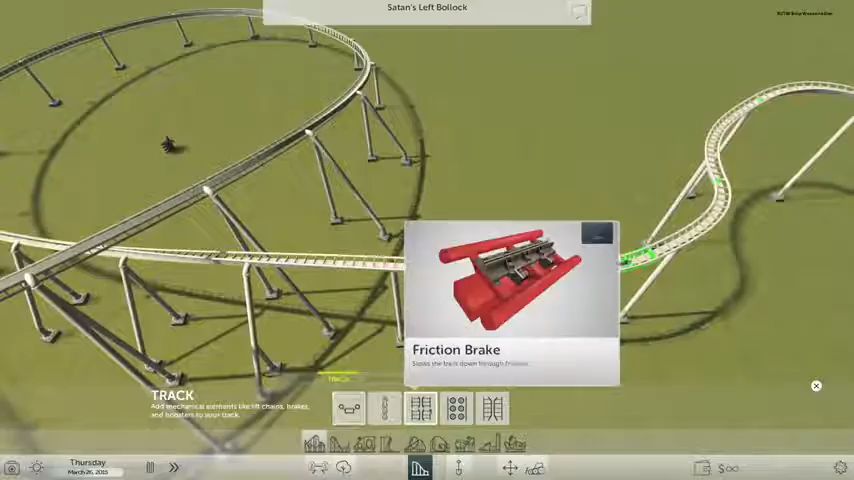 Satan's Left Bollock
Friction Brake
Slows the train down through friction.
TRACK
TRACK
Add mechanical elements like lift chains, brakes,
and boosters to your track.
Thursday
March 26, 2015
$∞